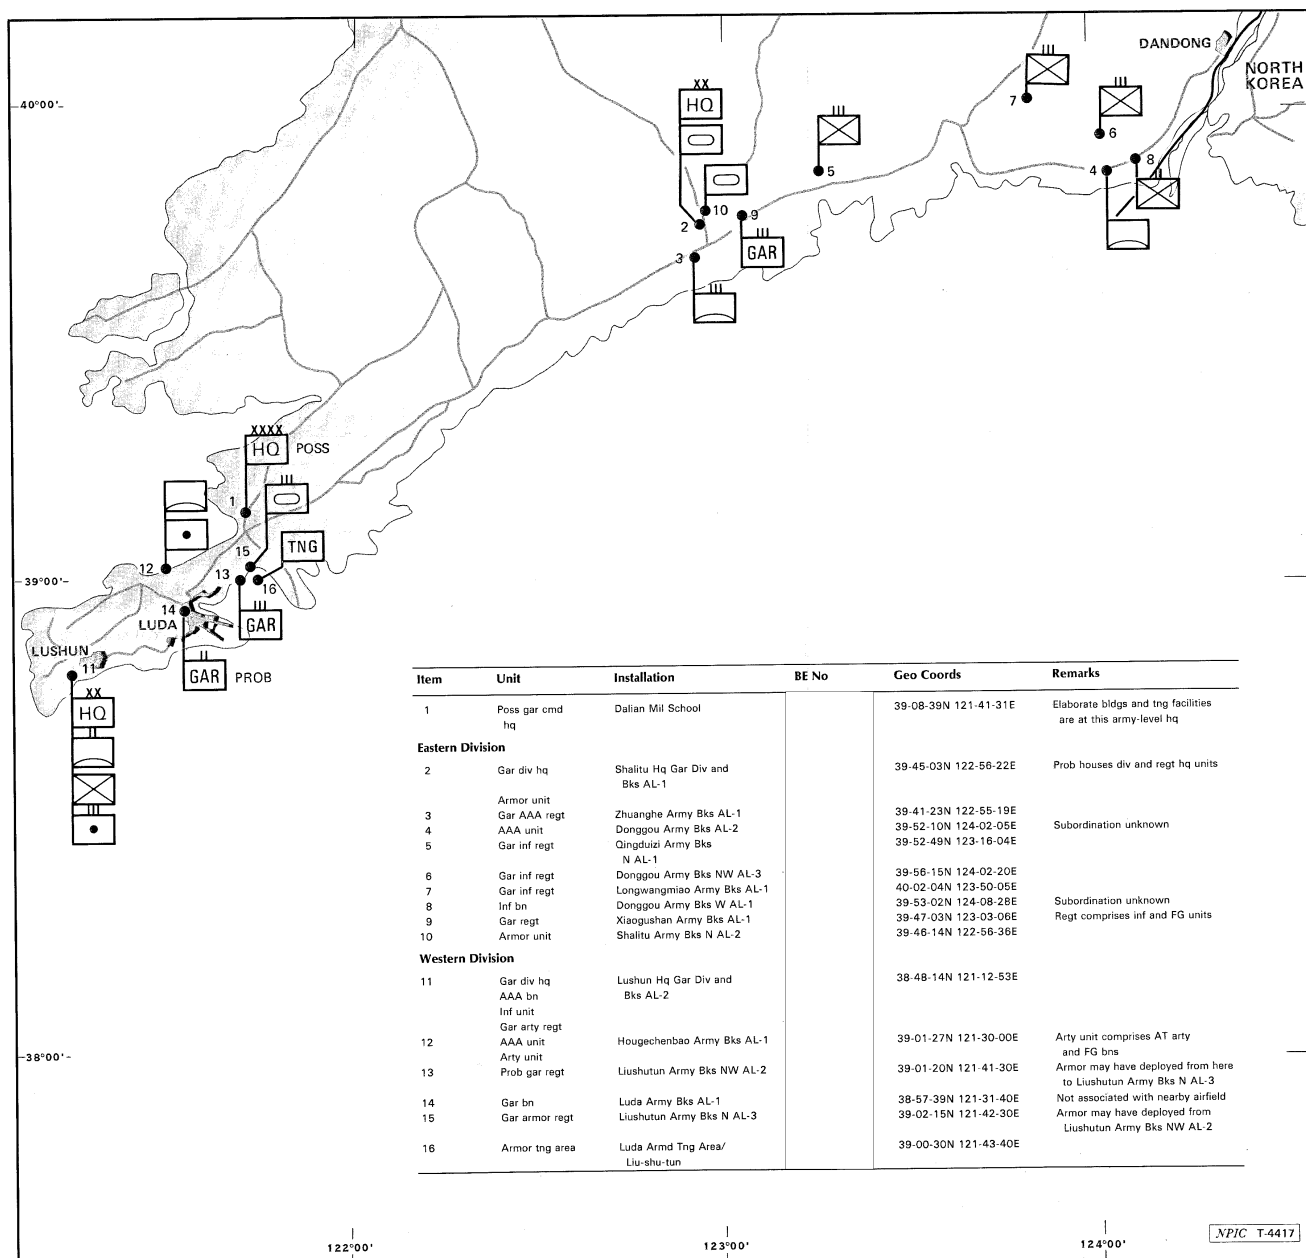 DANDONG
NORTH
KOREA
40°00'
XX
HQ
III
7
III
6
III
5
4
8
III
10
2
9
III
GAR
3
III
XXXX
HQ POSS
1
III
15
TNG
12
13
16
39°00'
14
LUDA
III
GAR
LUSHUN
11
II
GAR PROB
XX
HQ
II
III
Item Unit Installation BE No Geo Coords Remarks
1 Poss gar cmd Dalian Mil School 39-08-39N 121-41-31E Elaborate bldgs and tng facilities
hq are at this army-level hq
Eastern Division
2 Gar div hq Shalitu Hq Gar Div and 39-45-03N 122-56-22E Prob houses div and regt hq units
Bks AL-1
Armor unit
3 Gar AAA regt Zhuanghe Army Bks AL-1 39-41-23N 122-55-19E
4 AAA unit Donggou Army Bks AL-2 39-52-10N 124-02-05E Subordination unknown
5 Gar inf regt Qingduizi Army Bks 39-52-49N 123-16-04E
N AL-1
6 Gar inf regt Donggou Army Bks NW AL-3 39-56-15N 124-02-20E
7 Gar inf regt Longwangmiao Army Bks AL-1 40-02-04N 123-50-05E
8 Inf bn Donggou Army Bks W AL-1 39-53-02N 124-08-28E Subordination unknown
9 Gar regt Xiaogushan Army Bks AL-1 39-47-03N 123-03-06E Regt comprises inf and FG units
10 Armor unit Shalitu Army Bks N AL-2 39-46-14N 122-56-36E
Western Division
11 Gar div hq Lushun Hq Gar Div and 38-48-14N 121-12-53E
AAA bn Bks AL-2
Inf unit
Gar arty regt
12 AAA unit Hougechenbao Army Bks AL-1 39-01-27N 121-30-00E Arty unit comprises AT arty
Arty unit and FG bns
13 Prob gar regt Liushutun Army Bks NW AL-2 39-01-20N 121-41-30E Armor may have deployed from here
to Liushutun Army Bks N AL-3
14 Gar bn Luda Army Bks AL-1 38-57-39N 121-31-40E Not associated with nearby airfield
15 Gar armor regt Liushutun Army Bks N AL-3 39-02-15N 121-42-30E Armor may have deployed from
Liushutun Army Bks NW AL-2
16 Armor tng area Luda Armd Tng Area/ 39-00-30N 121-43-40E
Liu-shu-tun
38°00'
122°00'
123°00'
124°00'
NPIC T-4417